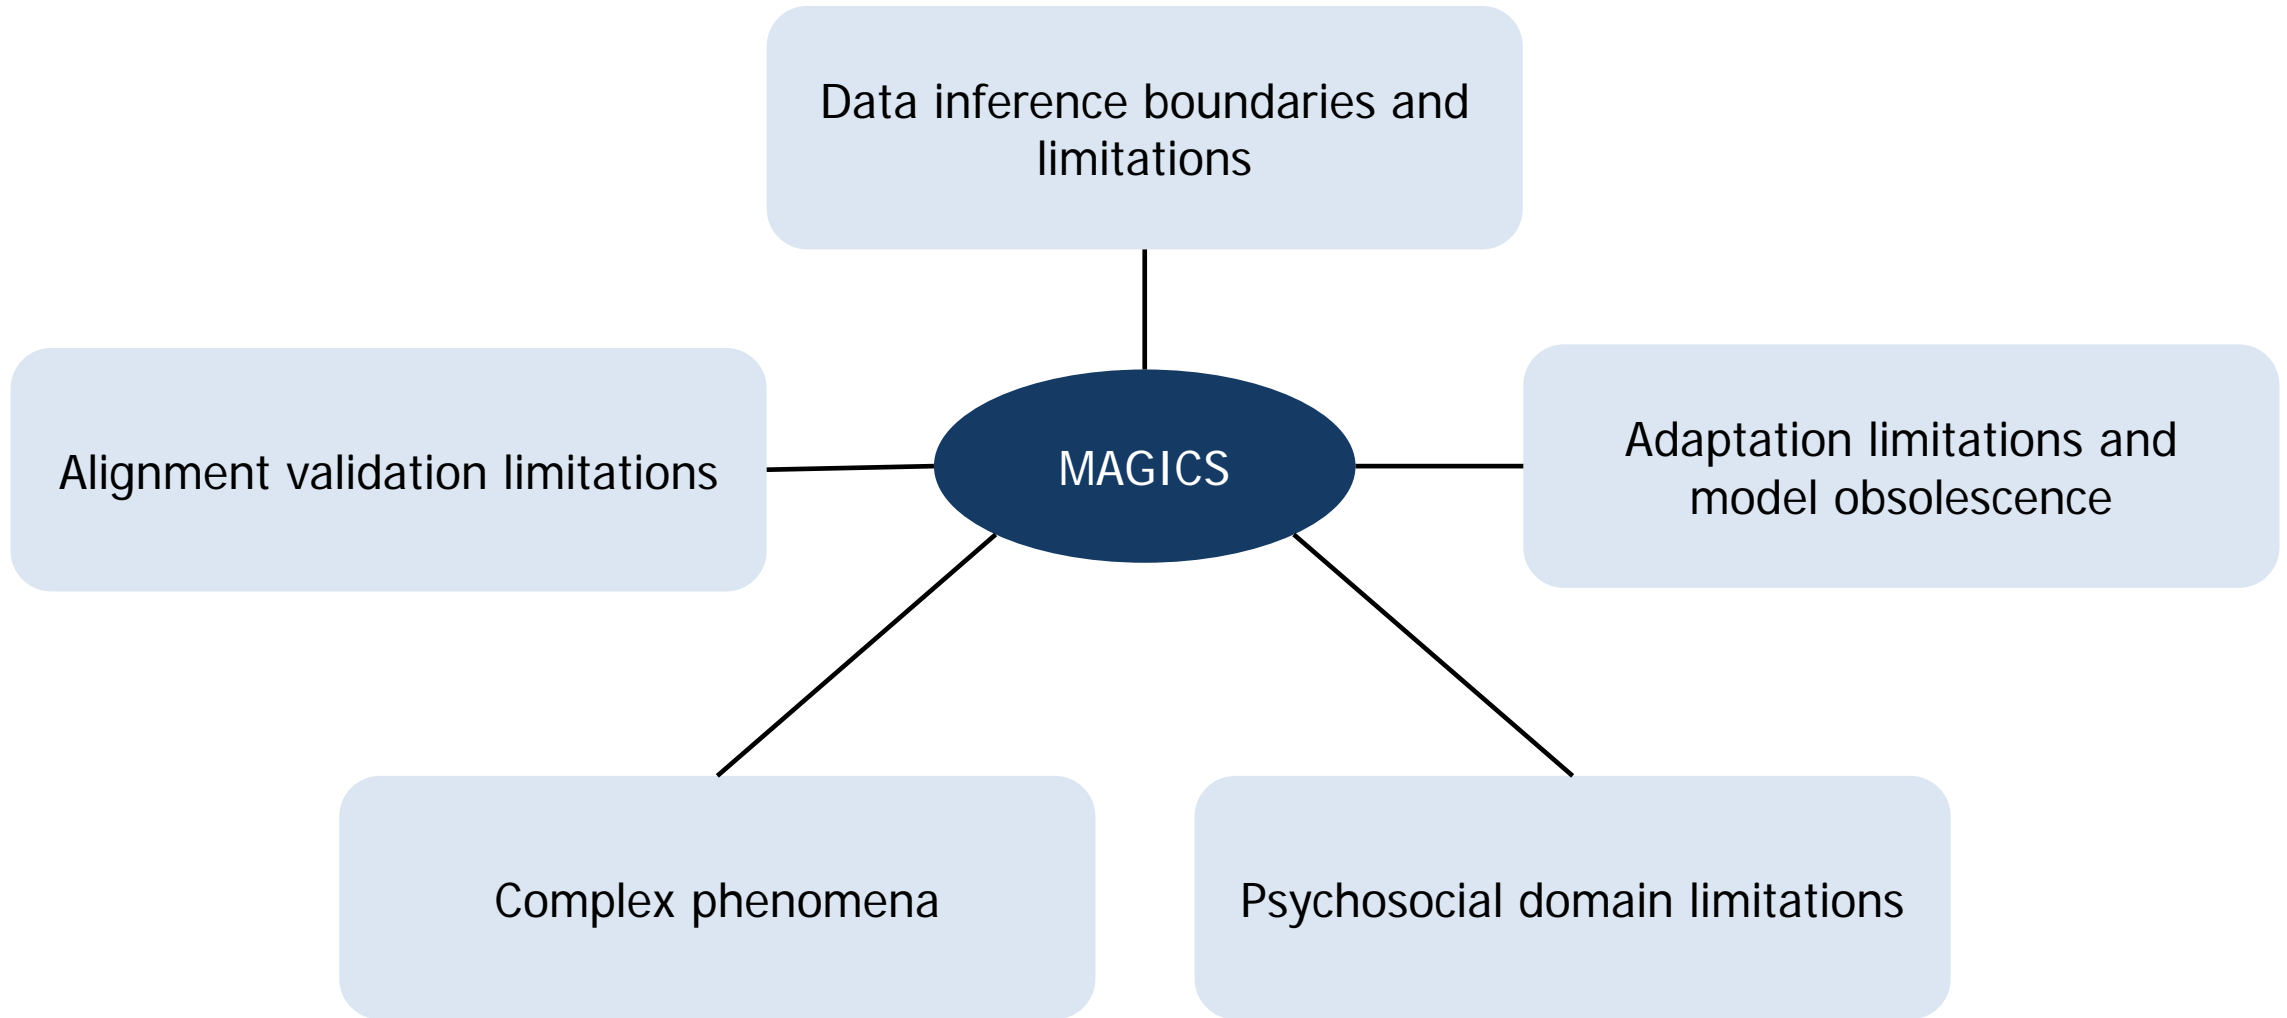 Data inference boundaries and
limitations
Alignment validation limitations
MAGICS
Adaptation limitations and
model obsolescence
Complex phenomena
Psychosocial domain limitations